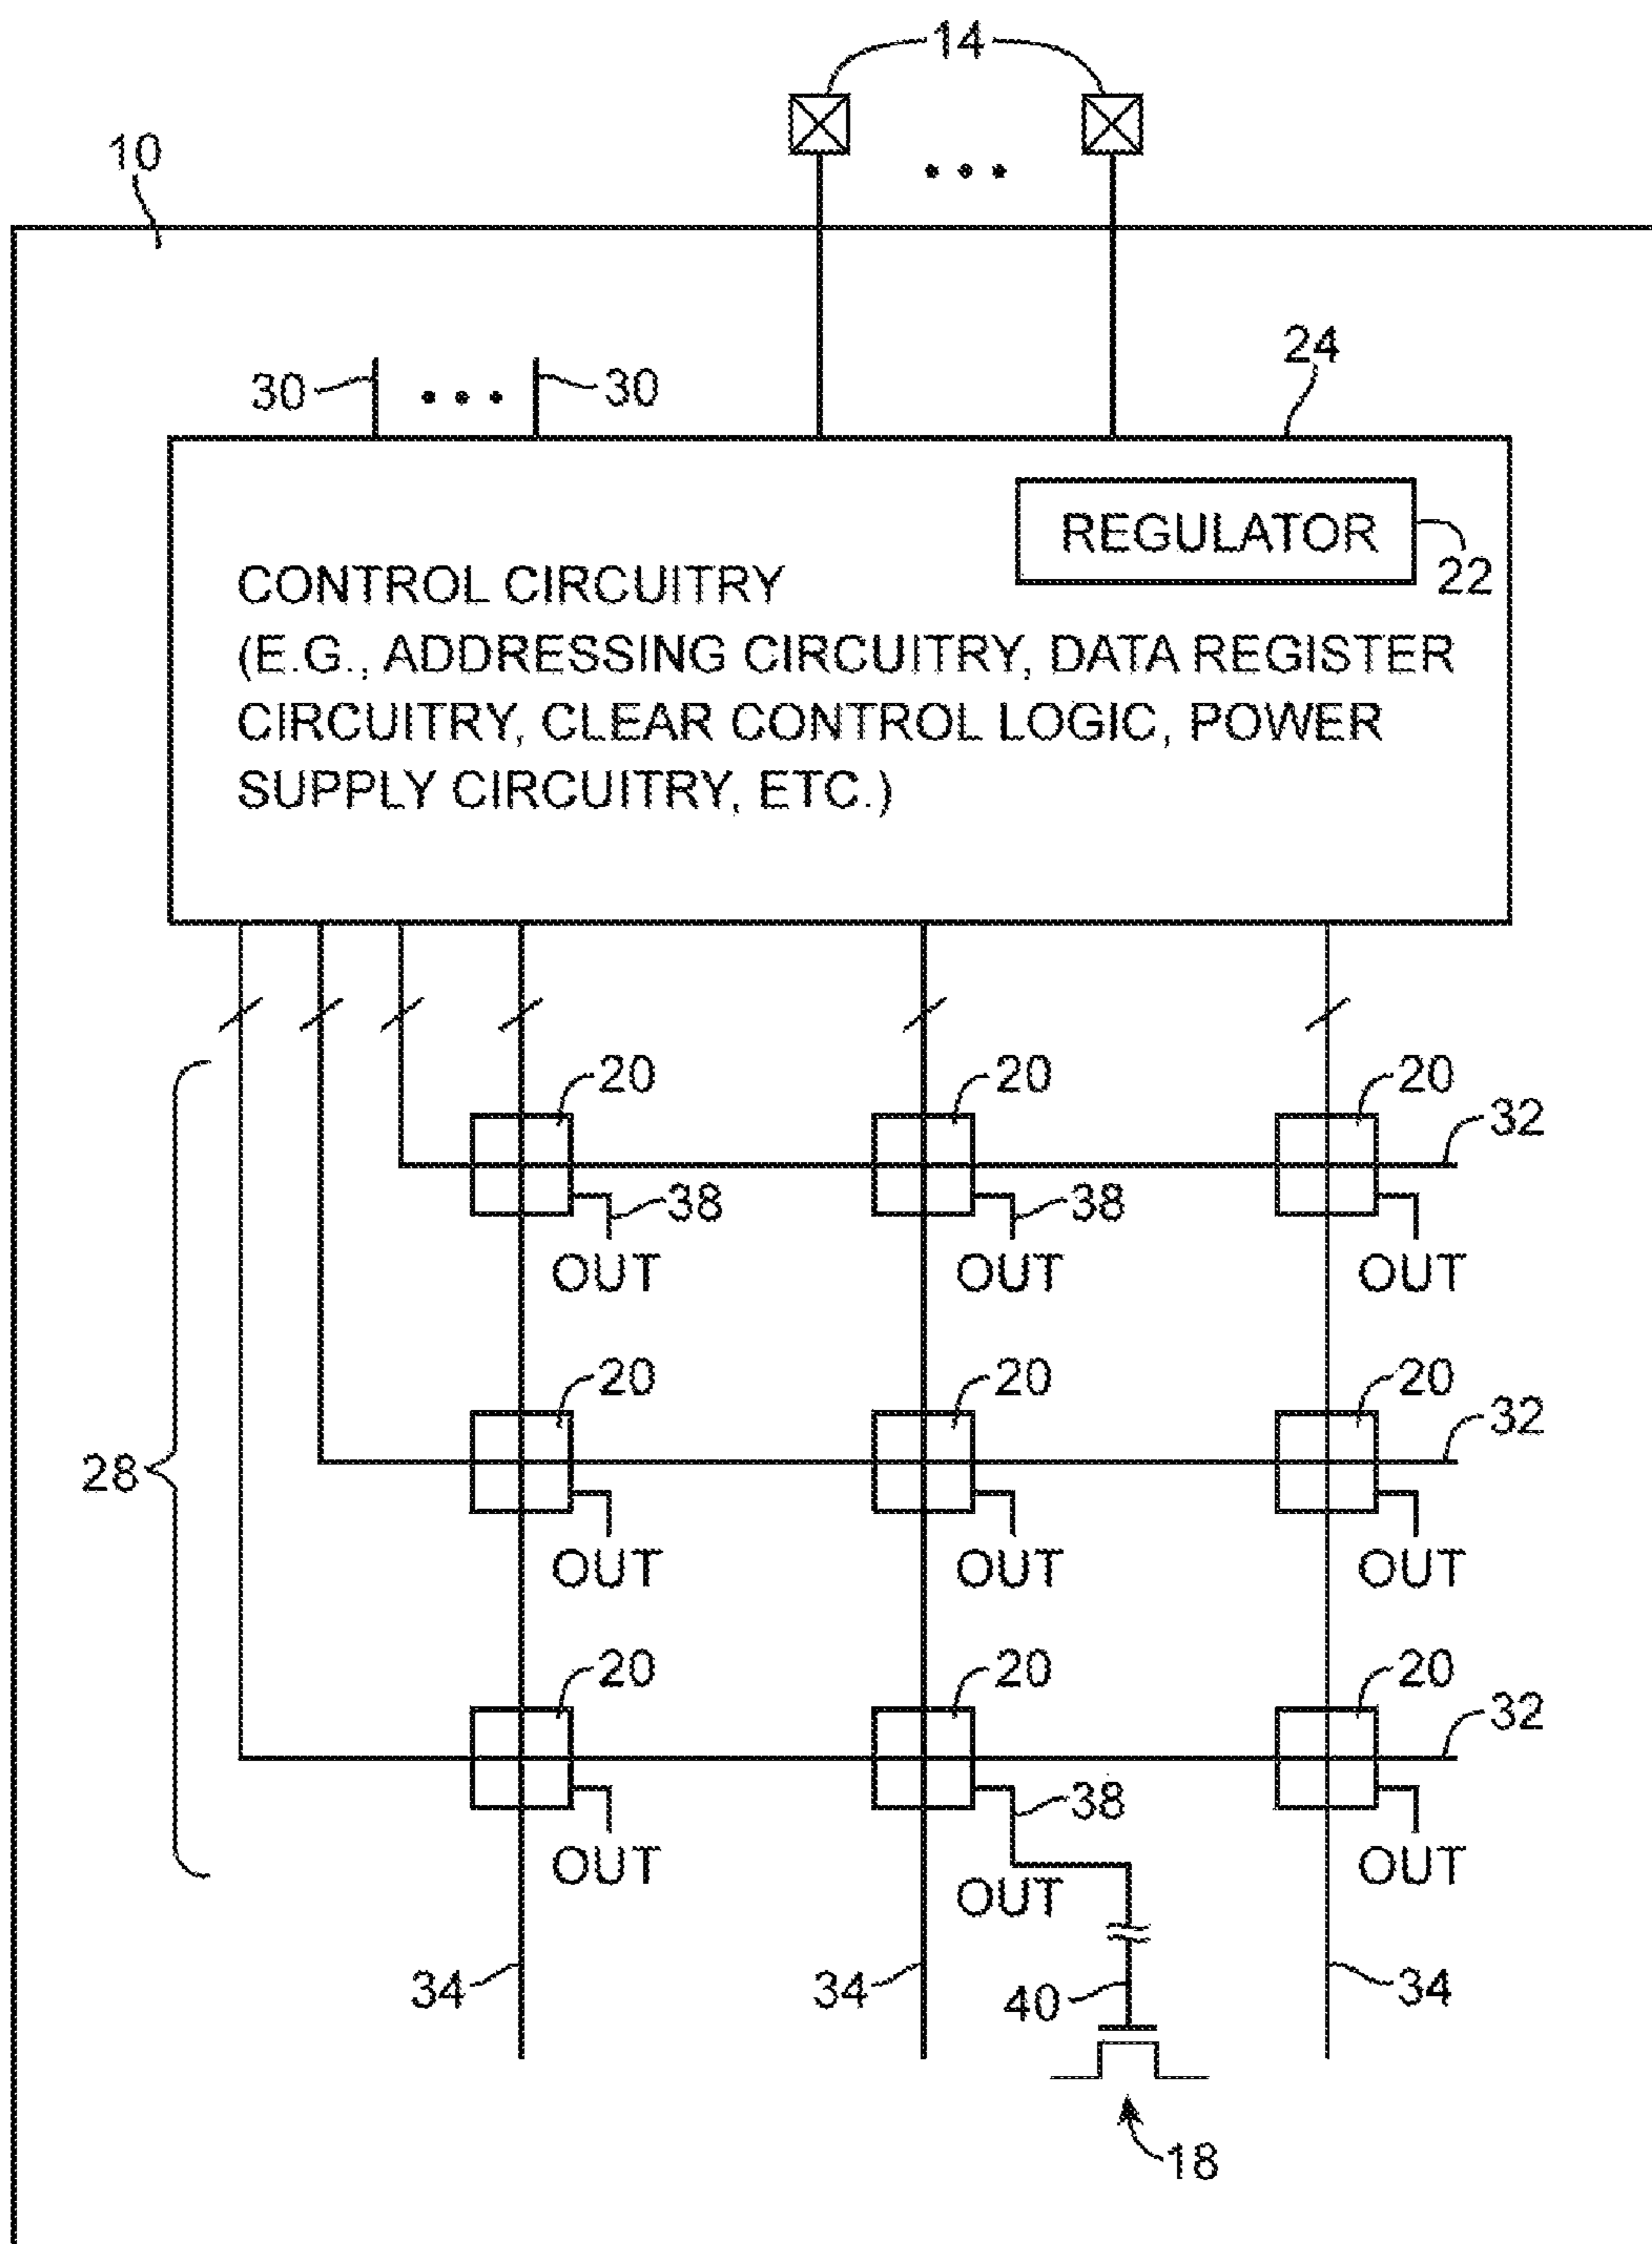 14
10
24
30 30
REGULATOR
22
CONTROL CIRCUITRY
(E.G., ADDRESSING CIRCUITRY, DATA REGISTER
CIRCUITRY, CLEAR CONTROL LOGIC, POWER
SUPPLY CIRCUITRY, ETC.)
20 20 20
32
38 38
OUT OUT OUT
20 20 20
32
28
OUT OUT OUT
20 20 20
32
38
OUT OUT OUT
34 34 40 34
18